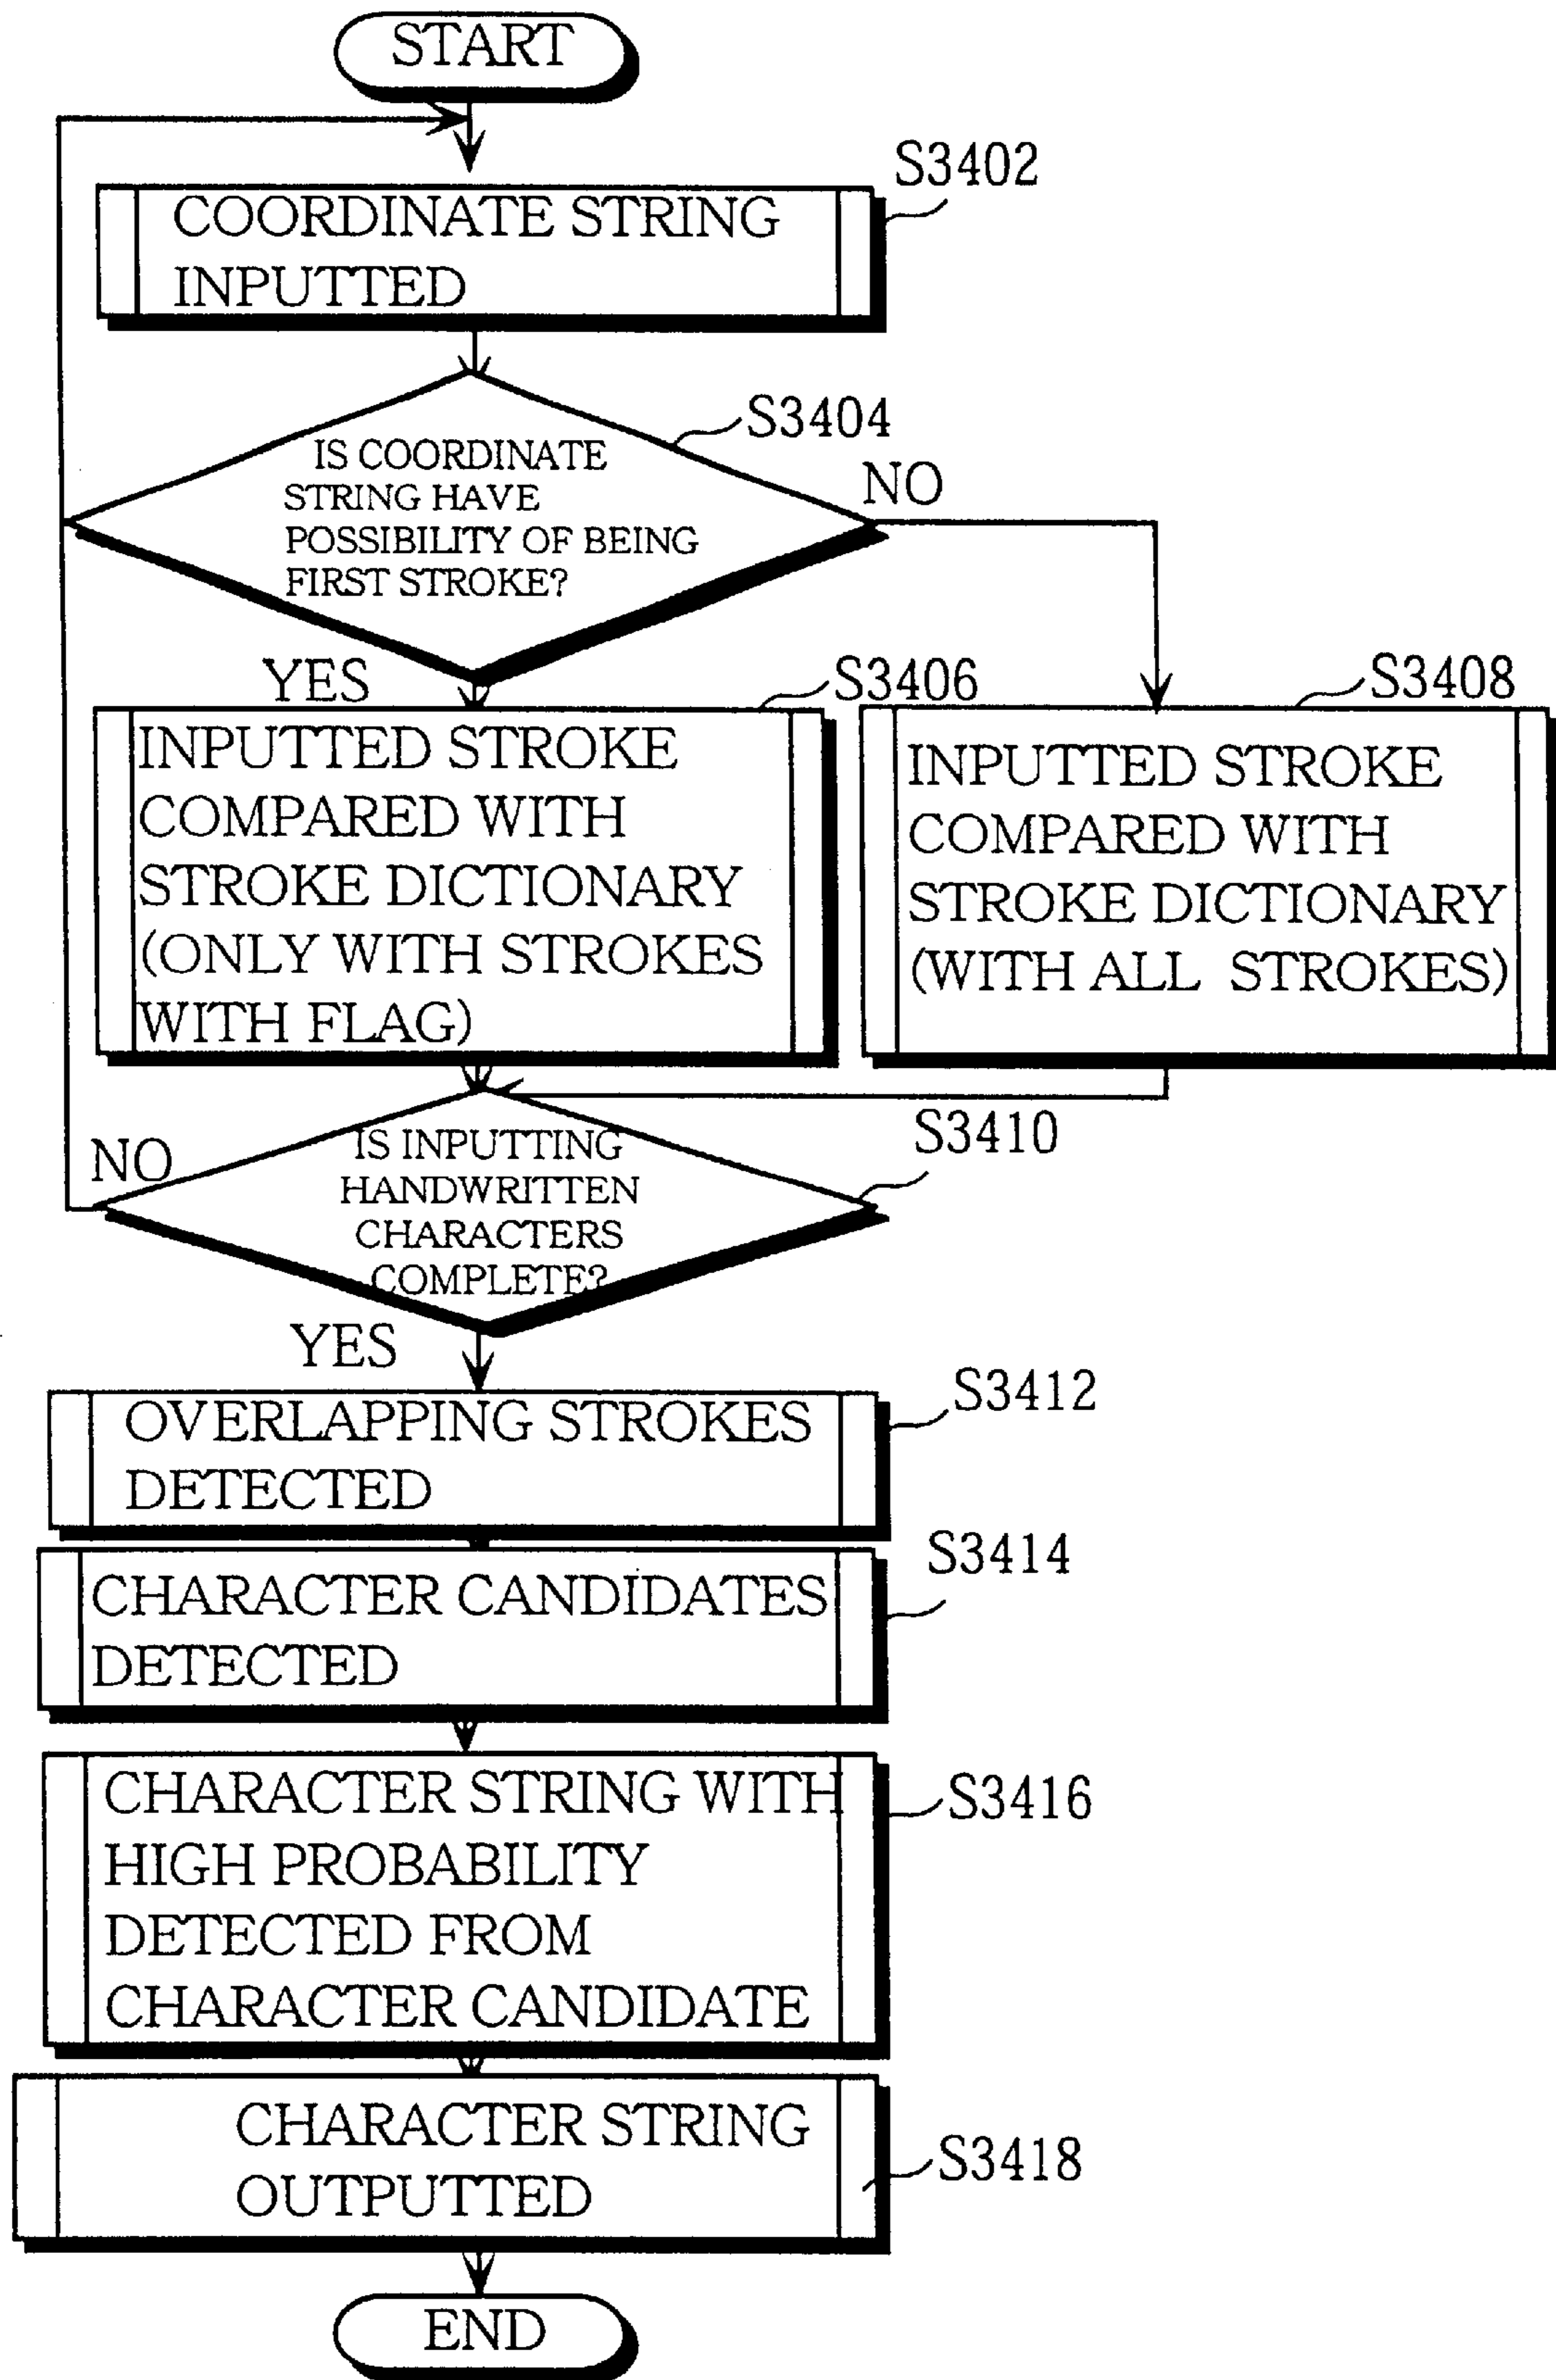 START
S3402
COORDINATE STRING
INPUTTED
S3404
IS COORDINATE
STRING HAVE
POSSIBILITY OF BEING
FIRST STROKE?
NO
YES
S3406
INPUTTED STROKE
COMPARED WITH
STROKE DICTIONARY
(ONLY WITH STROKES
WITH FLAG)
S3408
INPUTTED STROKE
COMPARED WITH
STROKE DICTIONARY
(WITH ALL STROKES)
S3410
NO
IS INPUTTING
HANDWRITTEN
CHARACTERS
COMPLETE?
YES
S3412
OVERLAPPING STROKES
DETECTED
S3414
CHARACTER CANDIDATES
DETECTED
S3416
CHARACTER STRING WITH
HIGH PROBABILITY
DETECTED FROM
CHARACTER CANDIDATE
CHARACTER STRING
OUTPUTTED
S3418
END